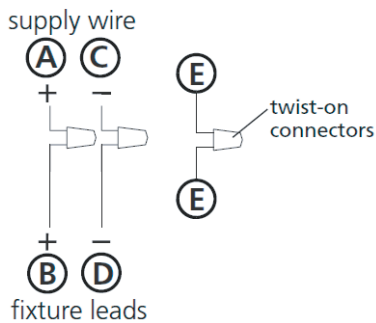 supply wire
A C
E
+ −
twist-on
connectors
E
+ −
B D
fixture leads